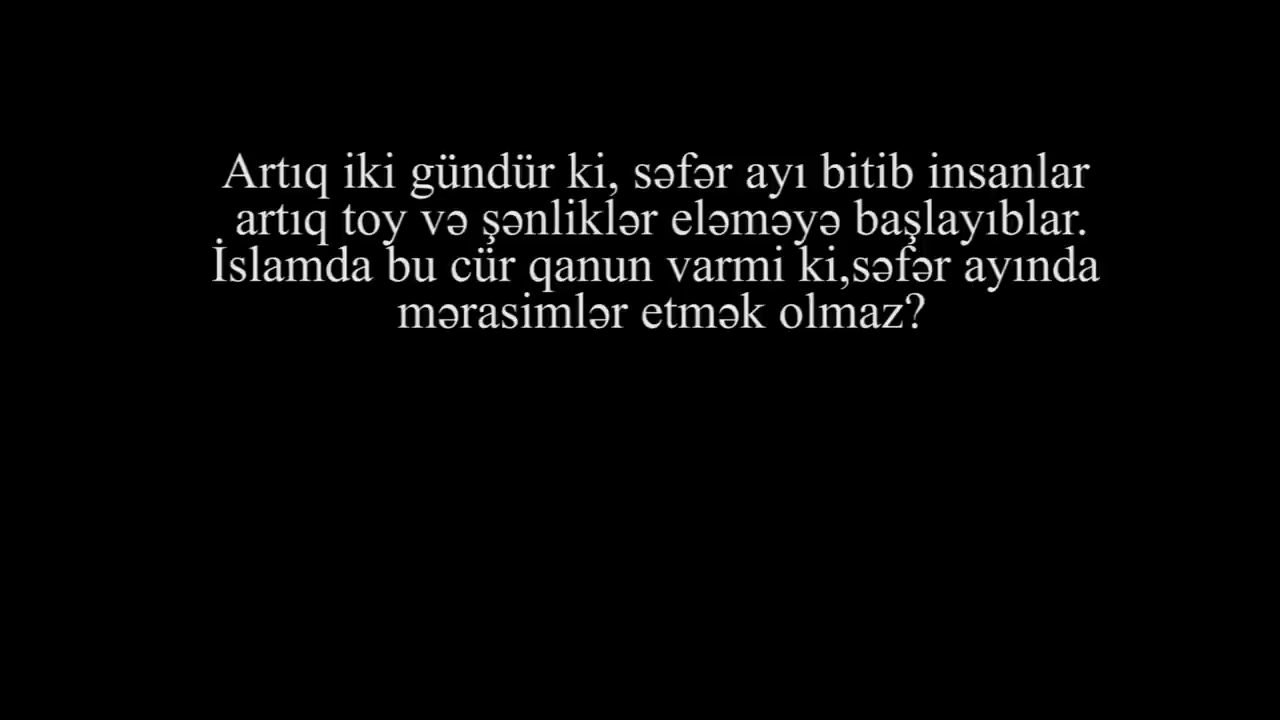 Artıq iki gündür ki, səfər ayı bitib insanlar
artıq toy və şənliklər eləməyə başlayıblar.
İslamda bu cür qanun varmi ki,səfər ayında
mərasimlər etmək olmaz?